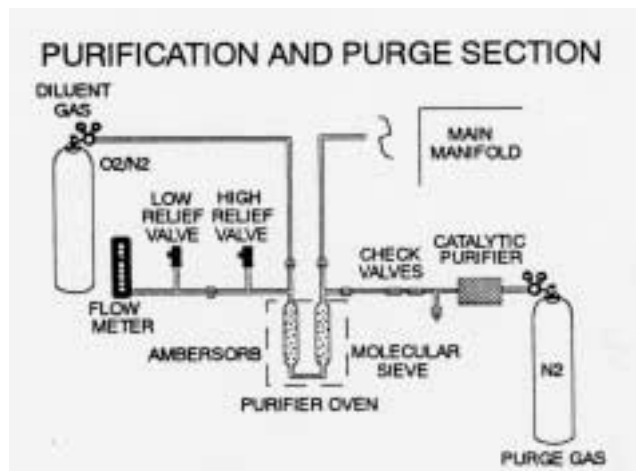 PURIFICATION AND PURGE SECTION
DILUENT
GAS
O2/N2
MAIN
MANIFOLD
LOW
RELIEF
VALVE
HIGH
RELIEF
VALVE
CHECK
VALVES
CATALYTIC
PURIFIER
FLOW
METER
AMBERSORB
MOLECULAR
SIEVE
PURIFIER OVEN
N2
PURGE GAS